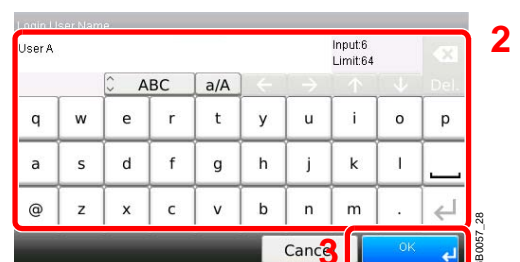 Login User Name
User A
Input:6
Limit:64
2
ABC a/A Del.
q w e r t y u i o p
a s d f g h j k l
@ z x c v b n m .
Cancel 3 OK
B0057_28